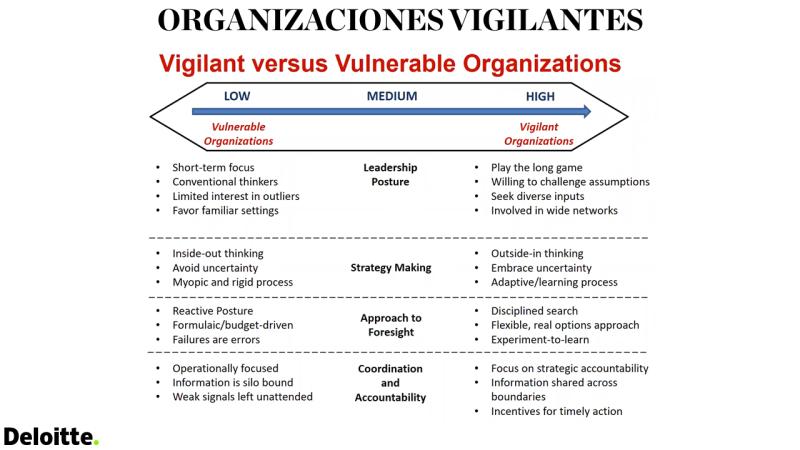 ORGANIZACIONES VIGILANTES
Vigilant versus Vulnerable Organizations
LOW MEDIUM HIGH
Vulnerable Organizations
Vigilant Organizations
• Short-term focus
• Conventional thinkers
• Limited interest in outliers
• Favor familiar settings
Leadership
Posture
• Play the long game
• Willing to challenge assumptions
• Seek diverse inputs
• Involved in wide networks
• Inside-out thinking
• Avoid uncertainty
• Myopic and rigid process
Strategy Making
• Outside-in thinking
• Embrace uncertainty
• Adaptive/learning process
• Reactive Posture
• Formulaic/budget-driven
• Failures are errors
Approach to
Foresight
• Disciplined search
• Flexible, real options approach
• Experiment-to-learn
• Operationally focused
• Information is silo bound
• Weak signals left unattended
Coordination
and
Accountability
• Focus on strategic accountability
• Information shared across
boundaries
• Incentives for timely action
Deloitte.